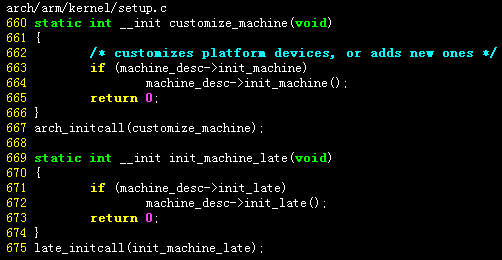 arch/arm/kernel/setup.c
660 static int __init customize_machine(void)
661 {
662         /* customizes platform devices, or adds new ones */
663         if (machine_desc->init_machine)
664                 machine_desc->init_machine();
665         return 0;
666 }
667 arch_initcall(customize_machine);
668
669 static int __init init_machine_late(void)
670 {
671         if (machine_desc->init_late)
672                 machine_desc->init_late();
673         return 0;
674 }
675 late_initcall(init_machine_late);